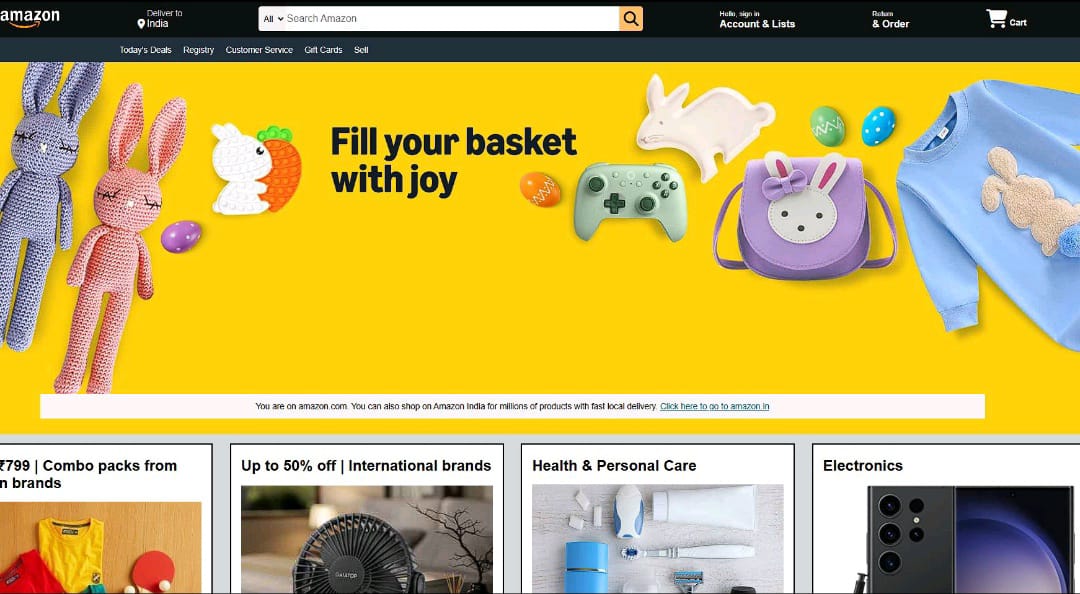 amazon
Deliver to
India
All
Search Amazon
Hello, sign in
Account & Lists
Return
& Order
Cart
Today's Deals Registry Customer Service Gift Cards Sell
Fill your basket
with joy
You are on amazon.com. You can also shop on Amazon India for millions of products with fast local delivery. Click here to go to amazon.in
₹799 | Combo packs from
n brands
Up to 50% off | International brands
Health & Personal Care
Electronics